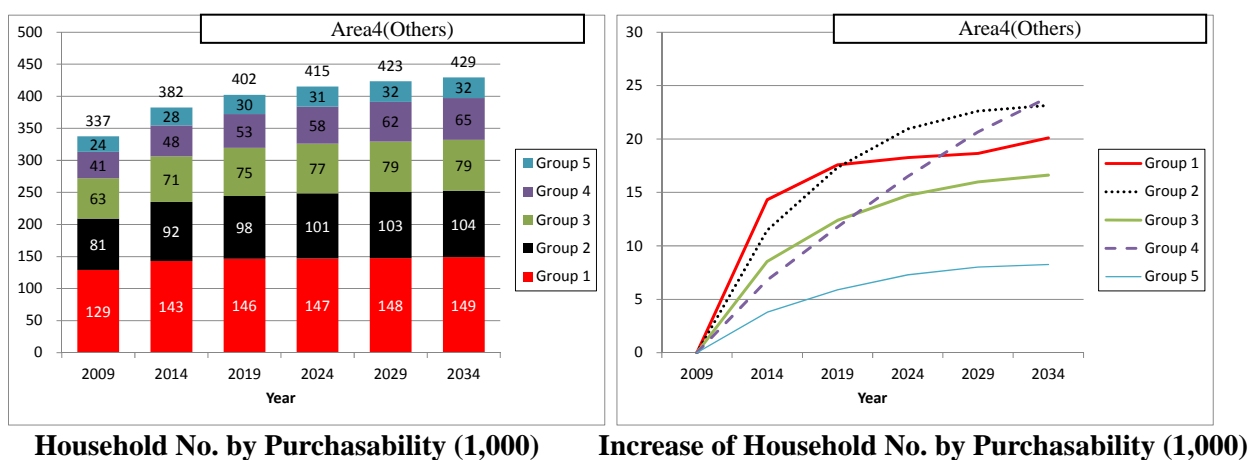 Area4(Others)
500
450
400
350
300
250
200
150
100
50
0
337 382 402 415 423 429
24 28 30 31 32 32
41 48 53 58 62 65
63 71 75 77 79 79
81 92 98 101 103 104
129 143 146 147 148 149
2009 2014 2019 2024 2029 2034
Year
Group 5
Group 4
Group 3
Group 2
Group 1
Household No. by Purchasability (1,000)
Area4(Others)
30
25
20
15
10
5
0
2009 2014 2019 2024 2029 2034
Year
Group 1
Group 2
Group 3
Group 4
Group 5
Increase of Household No. by Purchasability (1,000)